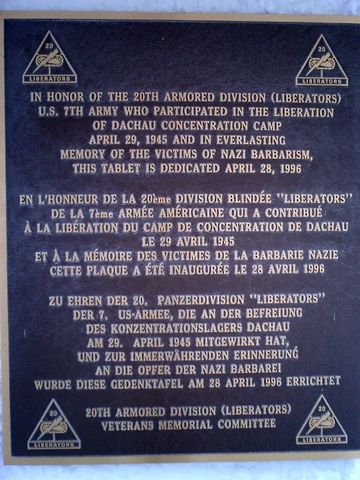 20
LIBERATORS
20
LIBERATORS
IN HONOR OF THE 20TH ARMORED DIVISION (LIBERATORS)
U.S. 7TH ARMY WHO PARTICIPATED IN THE LIBERATION
OF DACHAU CONCENTRATION CAMP
APRIL 29, 1945 AND IN EVERLASTING
MEMORY OF THE VICTIMS OF NAZI BARBARISM,
THIS TABLET IS DEDICATED APRIL 28, 1996
EN L'HONNEUR DE LA 20ème DIVISION BLINDÉE "LIBERATORS"
DE LA 7ème ARMÉE AMÉRICAINE QUI A CONTRIBUÉ
À LA LIBÉRATION DU CAMP DE CONCENTRATION DE DACHAU
LE 29 AVRIL 1945
ET À LA MÉMOIRE DES VICTIMES DE LA BARBARIE NAZIE
CETTE PLAQUE A ÉTÉ INAUGURÉE LE 28 AVRIL 1996
ZU EHREN DER 20. PANZERDIVISION "LIBERATORS"
DER 7. US-ARMEE, DIE AN DER BEFREIUNG
DES KONZENTRATIONSLAGERS DACHAU
AM 29. APRIL 1945 MITGEWIRKT HAT,
UND ZUR IMMERWÄHRENDEN ERINNERUNG
AN DIE OPFER DER NAZI BARBAREI
WURDE DIESE GEDENKTAFEL AM 28 APRIL 1996 ERRICHTET
20TH ARMORED DIVISION (LIBERATORS)
VETERANS MEMORIAL COMMITTEE
20
LIBERATORS
20
LIBERATORS